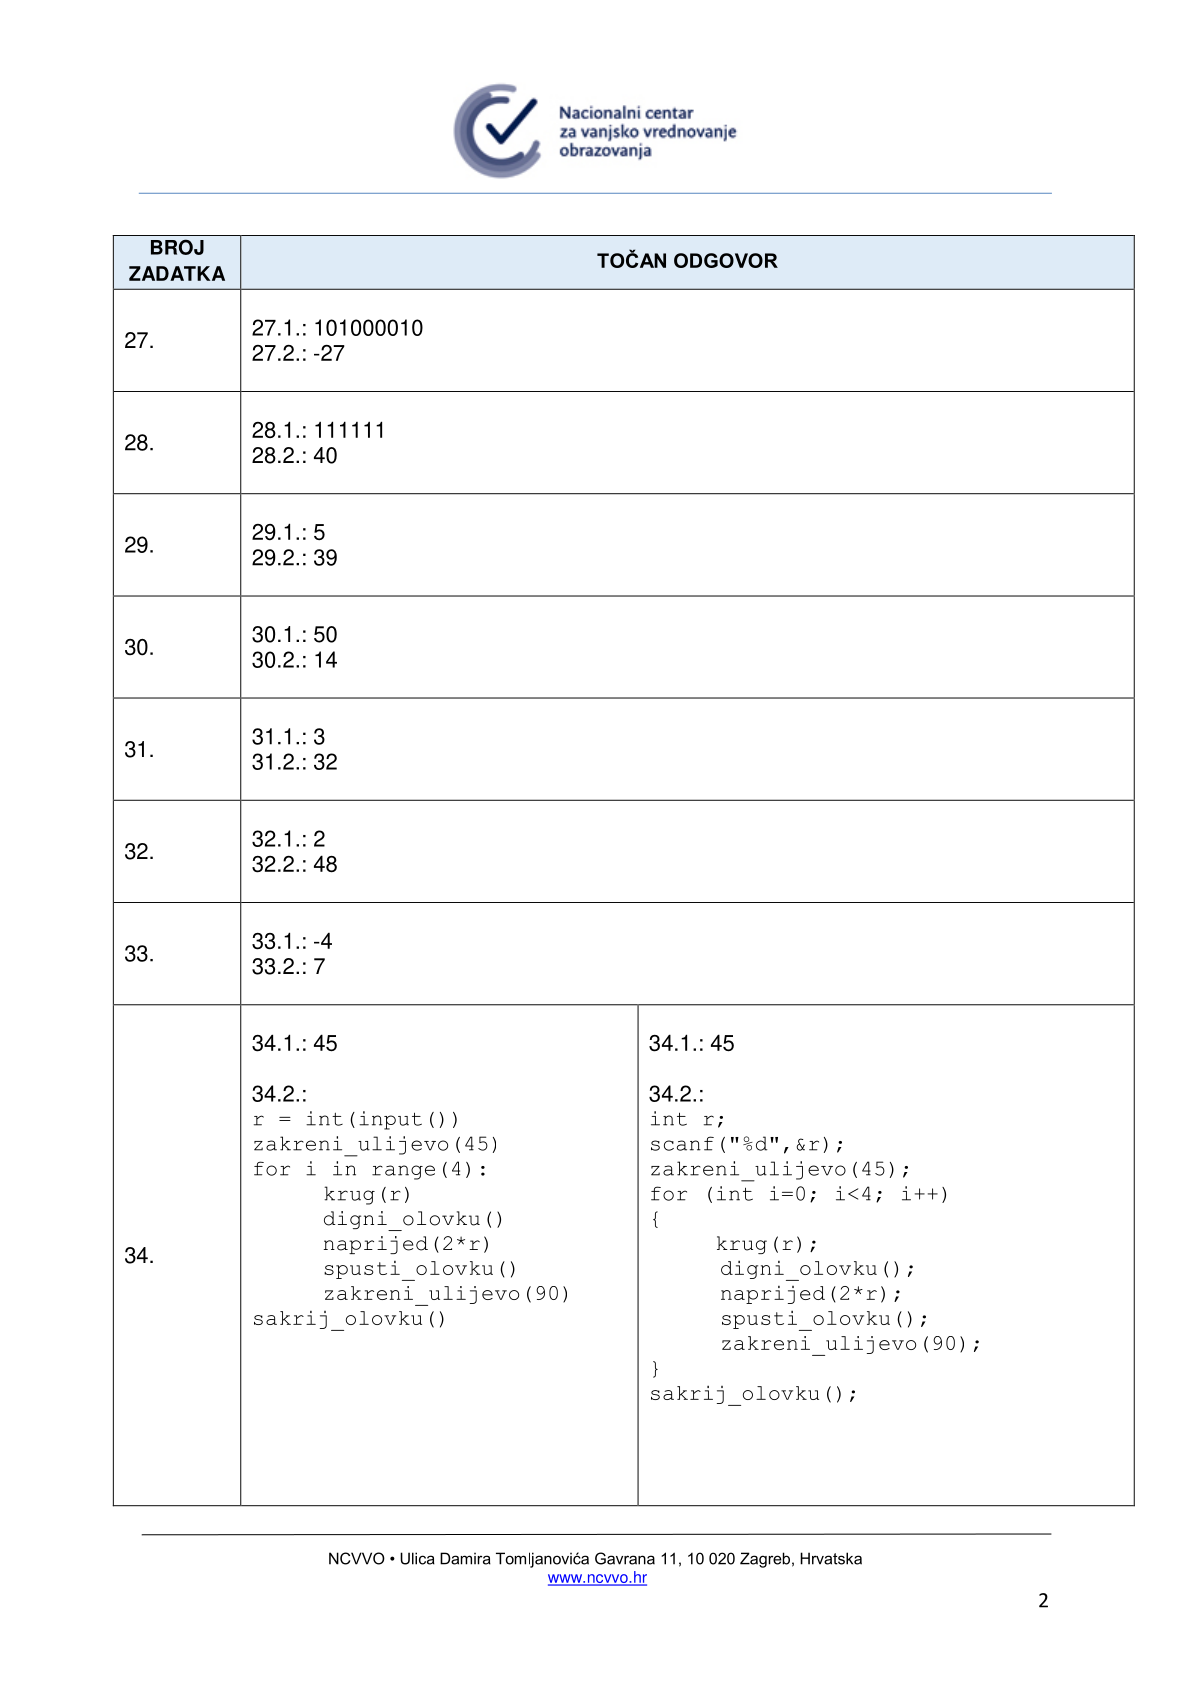 Nacionalni centar
za vanjsko vrednovanje
obrazovanja
BROJ
ZADATKA
TOČAN ODGOVOR
27.
27.1.: 101000010
27.2.: -27
28.
28.1.: 111111
28.2.: 40
29.
29.1.: 5
29.2.: 39
30.
30.1.: 50
30.2.: 14
31.
31.1.: 3
31.2.: 32
32.
32.1.: 2
32.2.: 48
33.
33.1.: -4
33.2.: 7
34.
34.1.: 45
34.2.:
r = int(input())
zakreni_ulijevo(45)
for i in range(4):
krug(r)
digni_olovku()
naprijed(2*r)
spusti_olovku()
zakreni_ulijevo(90)
sakrij_olovku()
34.1.: 45
34.2.:
int r;
scanf("%d",&r);
zakreni_ulijevo(45);
for (int i=0; i<4; i++)
{
krug(r);
digni_olovku();
naprijed(2*r);
spusti_olovku();
zakreni_ulijevo(90);
}
sakrij_olovku();
NCVVO • Ulica Damira Tomljanovića Gavrana 11, 10 020 Zagreb, Hrvatska
www.ncvvo.hr
2